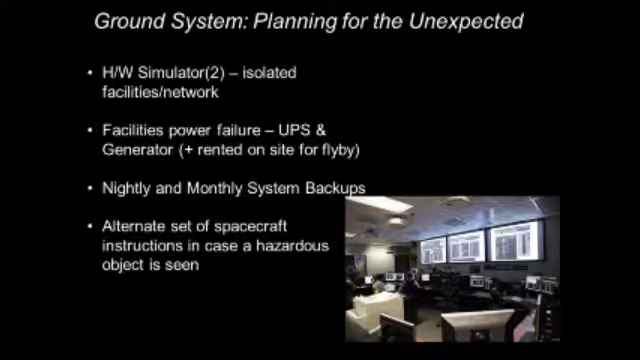 Ground System: Planning for the Unexpected
• H/W Simulator(2) – isolated
facilities/network
• Facilities power failure – UPS &
Generator (+ rented on site for flyby)
• Nightly and Monthly System Backups
• Alternate set of spacecraft
instructions in case a hazardous
object is seen